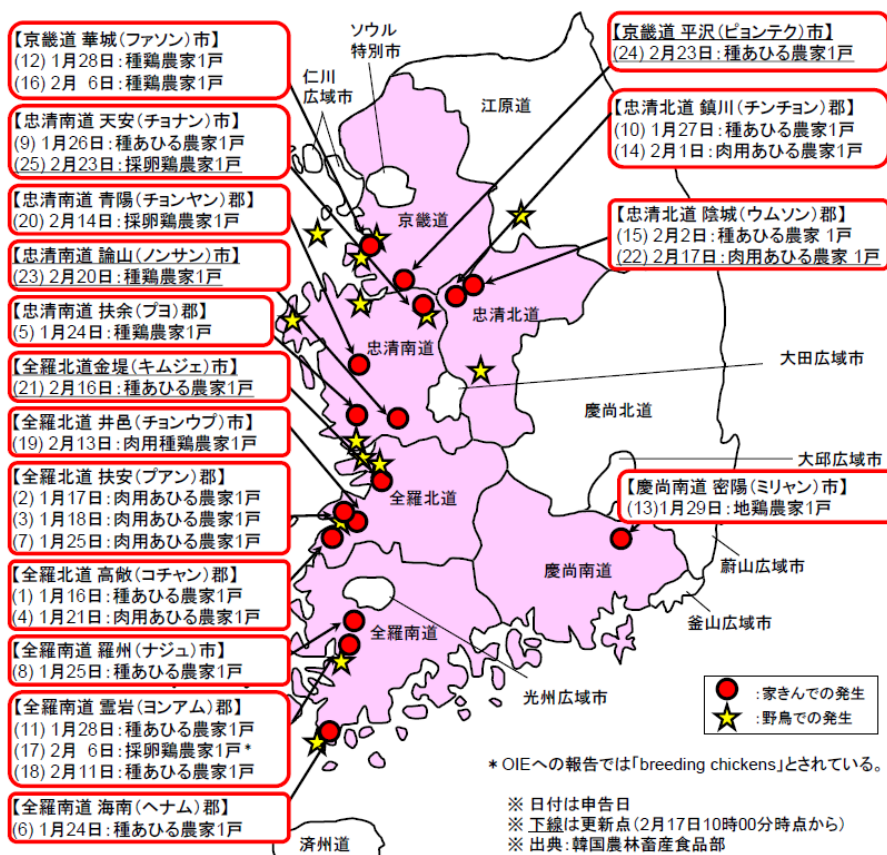 【京畿道 華城(ファソン)市】
(12) 1月28日:種鶏農家1戸
(16) 2月 6日:種鶏農家1戸
【忠清南道 天安(チョナン)市】
(9) 1月26日:種あひる農家1戸
(25) 2月23日:採卵鶏農家1戸
【忠清南道 青陽(チョンヤン)郡】
(20) 2月14日:採卵鶏農家1戸
【忠清南道 論山(ノンサン)市】
(23) 2月20日:種鶏農家1戸
【忠清南道 扶余(プヨ)郡】
(5) 1月24日:種鶏農家1戸
【全羅北道金堤(キムジェ)市】
(21) 2月16日:種あひる農家1戸
【全羅北道 井邑(チョンウプ)市】
(19) 2月13日:肉用種鶏農家1戸
【全羅北道 扶安(プアン)郡】
(2) 1月17日:肉用あひる農家1戸
(3) 1月18日:肉用あひる農家1戸
(7) 1月25日:肉用あひる農家1戸
【全羅北道 高敞(コチャン)郡】
(1) 1月16日:種あひる農家1戸
(4) 1月21日:肉用あひる農家1戸
【全羅南道 羅州(ナジュ)市】
(8) 1月25日:種あひる農家1戸
【全羅南道 霊岩(ヨンアム)郡】
(11) 1月28日:種あひる農家1戸
(17) 2月 6日:採卵鶏農家1戸*
(18) 2月11日:種あひる農家1戸
【全羅南道 海南(ヘナム)郡】
(6) 1月24日:種あひる農家1戸
ソウル
特別市
仁川
広域市
江原道
京畿道
忠清北道
忠清南道
大田広域市
慶尚北道
大邱広域市
全羅北道
慶尚南道
蔚山広域市
釜山広域市
全羅南道
光州広域市
済州道
【京畿道 平沢(ピョンテク)市】
(24) 2月23日:種あひる農家1戸
【忠清北道 鎮川(チンチョン)郡】
(10) 1月27日:種あひる農家1戸
(14) 2月1日:肉用あひる農家1戸
【忠清北道 陰城(ウムソン)郡】
(15) 2月2日:種あひる農家 1戸
(22) 2月17日:肉用あひる農家 1戸
【慶尚南道 密陽(ミリャン)市】
(13)1月29日:地鶏農家1戸
:家きんでの発生
:野鳥での発生
* OIEへの報告では「breeding chickens」とされている。
※ 日付は申告日
※ 下線は更新点(2月17日10時00分時点から)
※ 出典:韓国農林畜産食品部